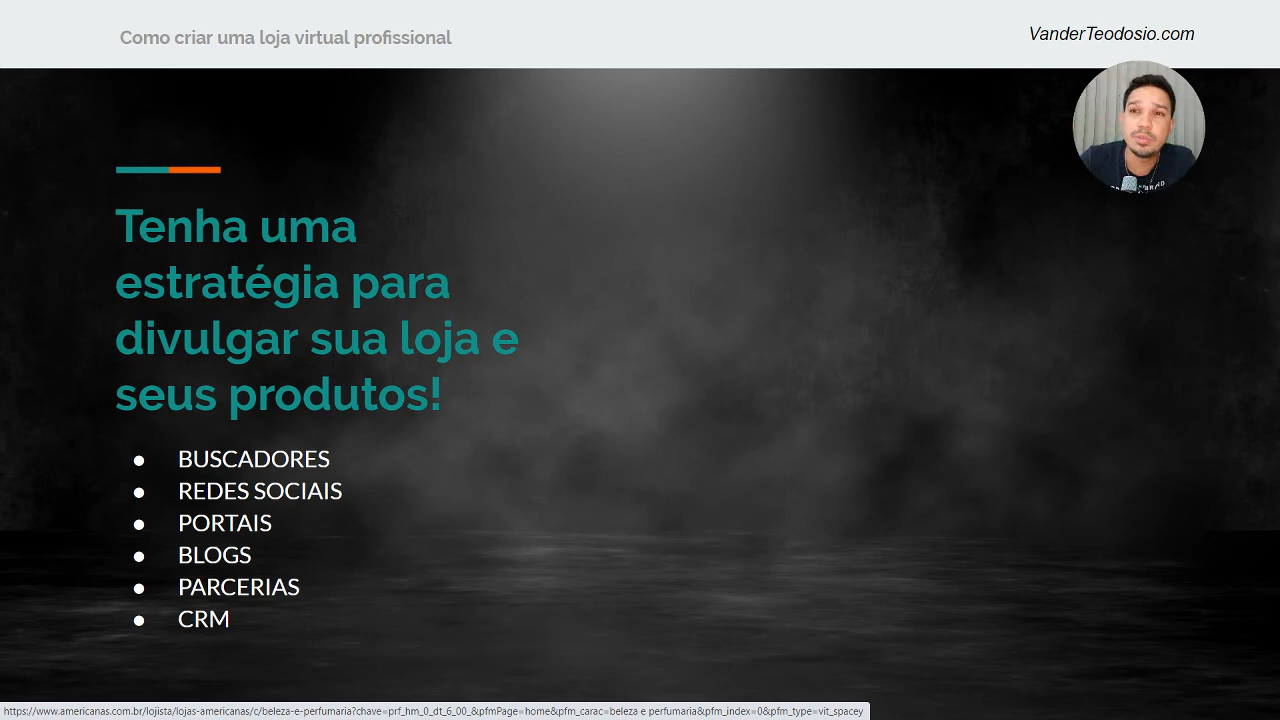 Como criar uma loja virtual profissional
VanderTeodosio.com
Tenha uma
estratégia para
divulgar sua loja e
seus produtos!
● BUSCADORES
● REDES SOCIAIS
● PORTAIS
● BLOGS
● PARCERIAS
● CRM
https://www.americanas.com.br/lojista/lojas-americanas/c/beleza-e-perfumaria?chave=prf_hm_0_dt_6_00_&pfmPage=home&pfm_carac=beleza e perfumaria&pfm_index=0&pfm_type=vit_spacey